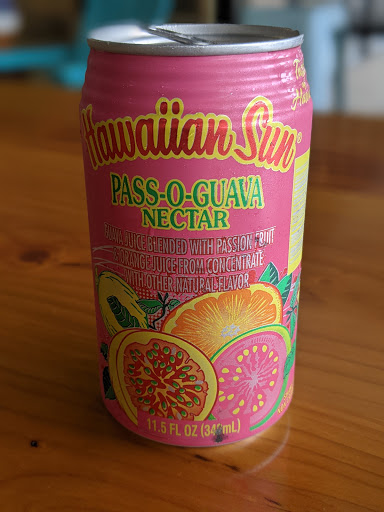 Hawaiian Sun®
PASS-O-GUAVA
NECTAR
GUAVA JUICE BLENDED WITH PASSION FRUIT
& ORANGE JUICE FROM CONCENTRATE
WITH OTHER NATURAL FLAVOR
11.5 FL OZ (340mL)